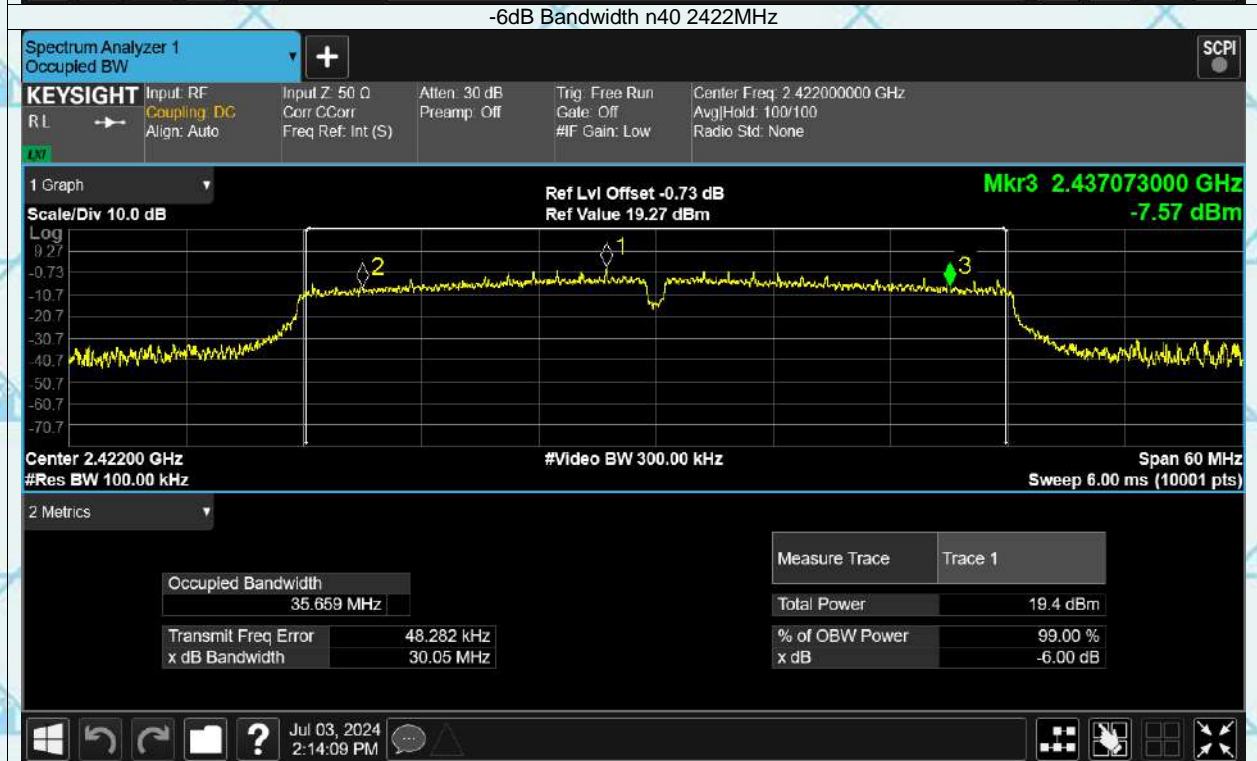 -6dB Bandwidth n40 2422MHz
Spectrum Analyzer 1
Occupied BW
+
SCPI
KEYSIGHT
RL
LXI
Input: RF
Coupling: DC
Align: Auto
Input Z: 50 Ω
Corr CCorr
Freq Ref: Int (S)
Atten: 30 dB
Preamp: Off
Trig: Free Run
Gate: Off
#IF Gain: Low
Center Freq: 2.422000000 GHz
Avg|Hold: 100/100
Radio Std: None
1 Graph
Scale/Div 10.0 dB
Ref Lvl Offset -0.73 dB
Ref Value 19.27 dBm
Mkr3 2.437073000 GHz
-7.57 dBm
Log
9.27
-0.73
-10.7
-20.7
-30.7
-40.7
-50.7
-60.7
-70.7
2
1
3
Center 2.42200 GHz
#Res BW 100.00 kHz
#Video BW 300.00 kHz
Span 60 MHz
Sweep 6.00 ms (10001 pts)
2 Metrics
Occupied Bandwidth
35.659 MHz
Transmit Freq Error 48.282 kHz
x dB Bandwidth 30.05 MHz
Measure Trace Trace 1
Total Power 19.4 dBm
% of OBW Power 99.00 %
x dB -6.00 dB
?
Jul 03, 2024
2:14:09 PM